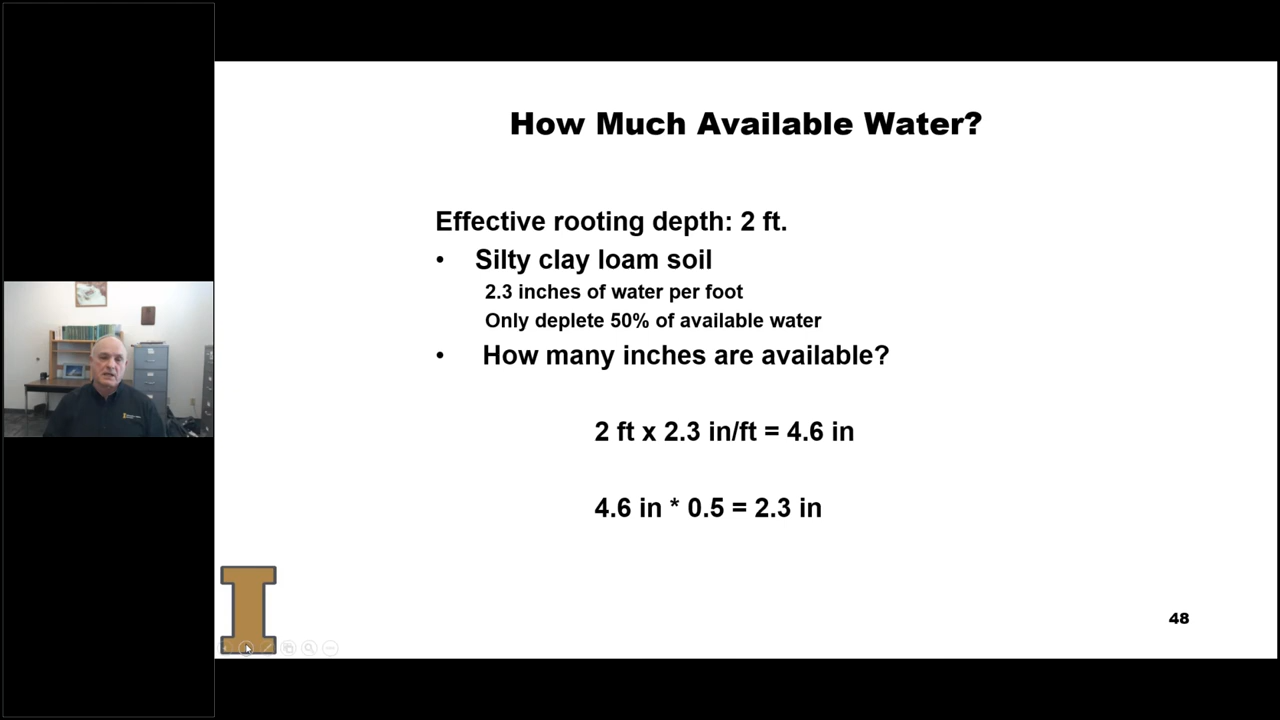 How Much Available Water?
Effective rooting depth: 2 ft.
• Silty clay loam soil
2.3 inches of water per foot
Only deplete 50% of available water
• How many inches are available?
2 ft x 2.3 in/ft = 4.6 in
4.6 in * 0.5 = 2.3 in
I
48